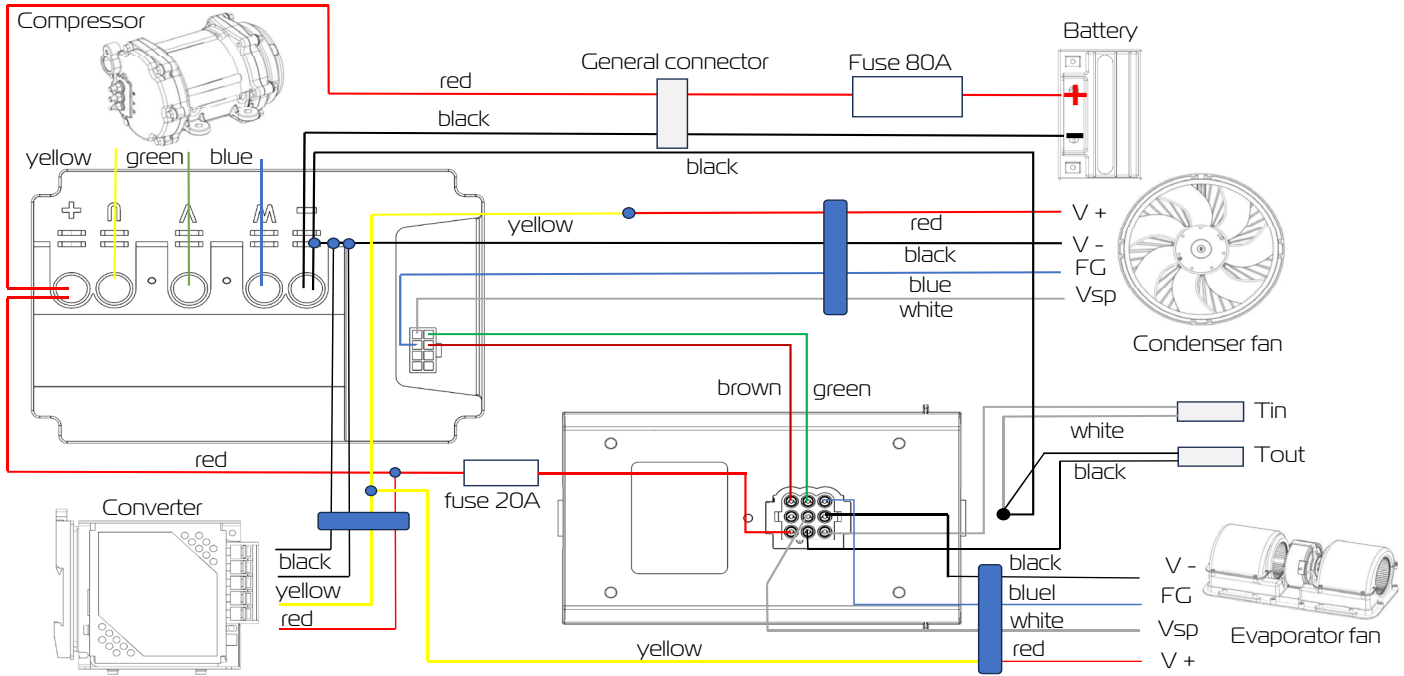 Compressor
Battery
General connector
Fuse 80A
red
black
yellow
green
blue
black
+
-
+
U
V
W
-
yellow
red
V +
black
V -
blue
FG
white
Vsp
Condenser fan
brown
green
Tin
white
Tout
black
red
fuse 20A
Converter
black
yellow
red
black
V -
bluel
FG
white
Vsp
red
V +
yellow
Evaporator fan